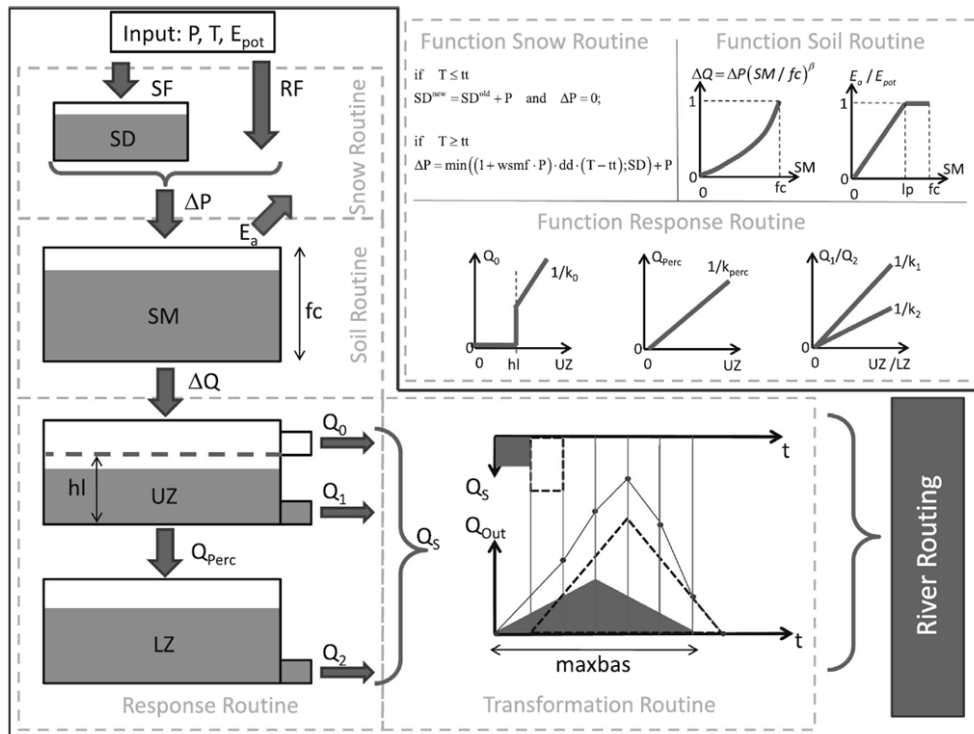 Input: P, T, E_pot
SF
RF
SD
Snow Routine
ΔP
E_a
SM
fc
Soil Routine
ΔQ
Q_0
hl
UZ
Q_1
Q_Perc
Q_S
LZ
Q_2
Response Routine
Function Snow Routine
if T ≤ tt
SD^new = SD^old + P and ΔP = 0;
if T ≥ tt
ΔP = min((1 + wsmf · P) · dd · (T − tt); SD) + P
Function Soil Routine
ΔQ = ΔP(SM / fc)^β
1
0
0
fc
SM
E_a / E_pot
1
0
0
lp
fc
SM
Function Response Routine
Q_0
1/k_0
0
0
hl
UZ
Q_Perc
1/k_perc
0
0
UZ
Q_1/Q_2
1/k_1
1/k_2
0
0
UZ /LZ
t
Q_S
Q_Out
t
maxbas
Transformation Routine
River Routing